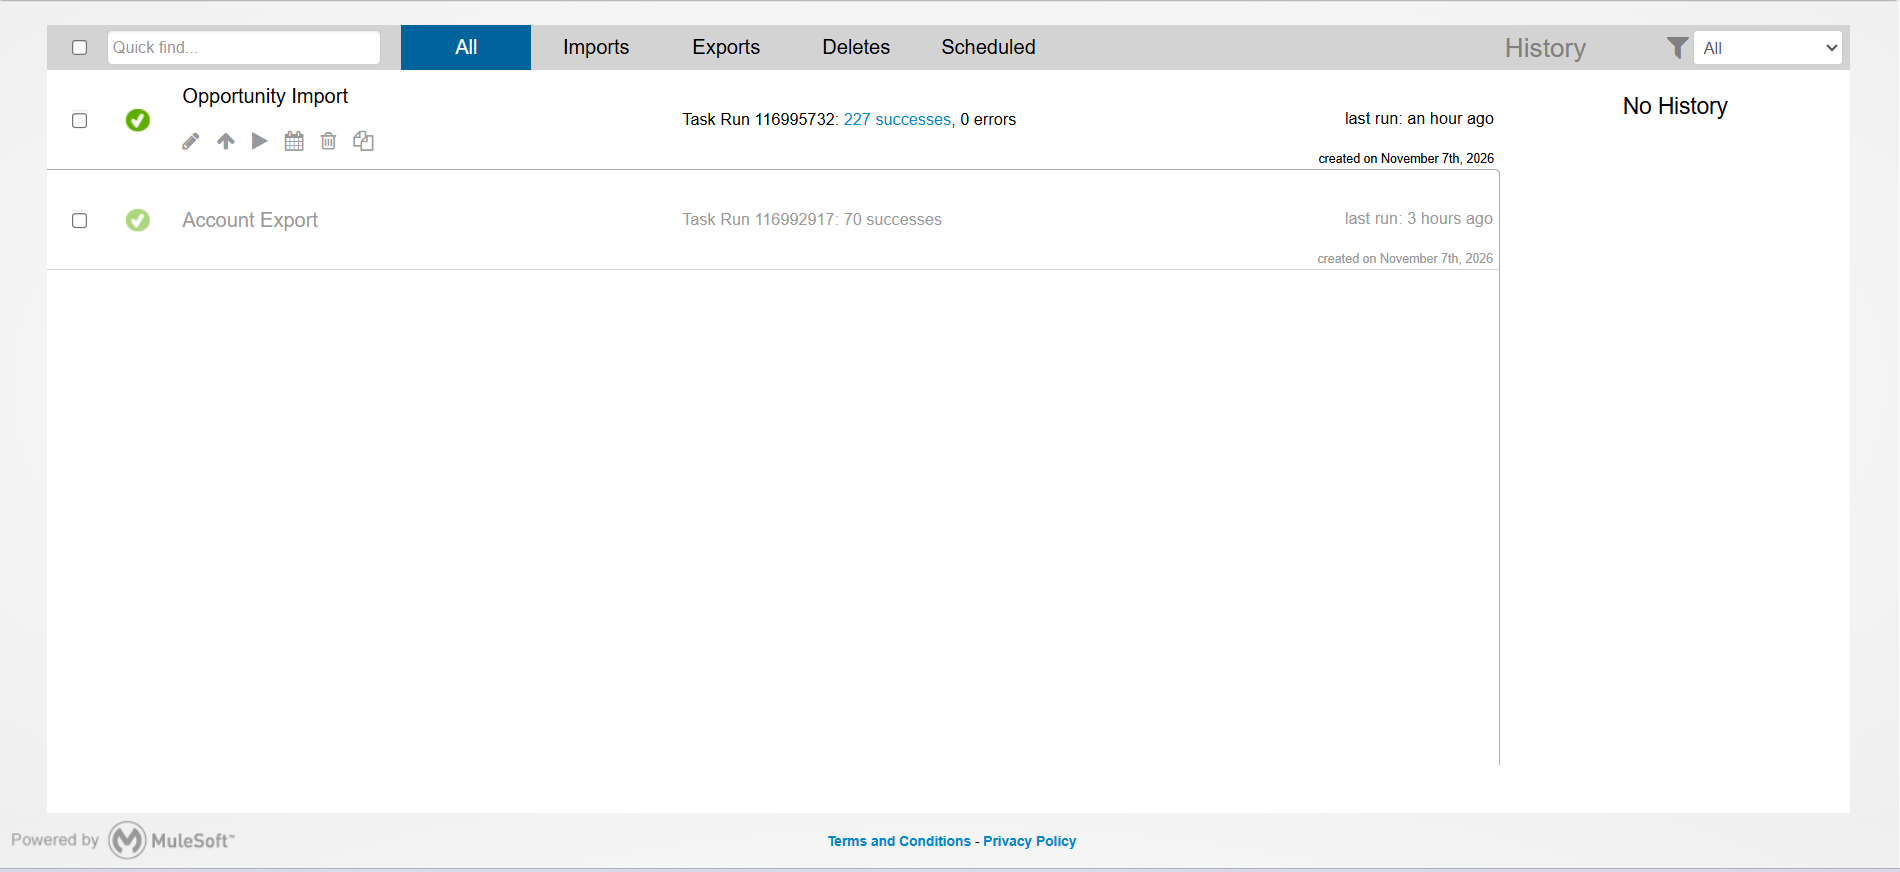 Quick find...
All
Imports
Exports
Deletes
Scheduled
History
All
Opportunity Import
Task Run 116995732: 227 successes, 0 errors
last run: an hour ago
created on November 7th, 2026
No History
Account Export
Task Run 116992917: 70 successes
last run: 3 hours ago
created on November 7th, 2026
Powered by MuleSoft™
Terms and Conditions - Privacy Policy